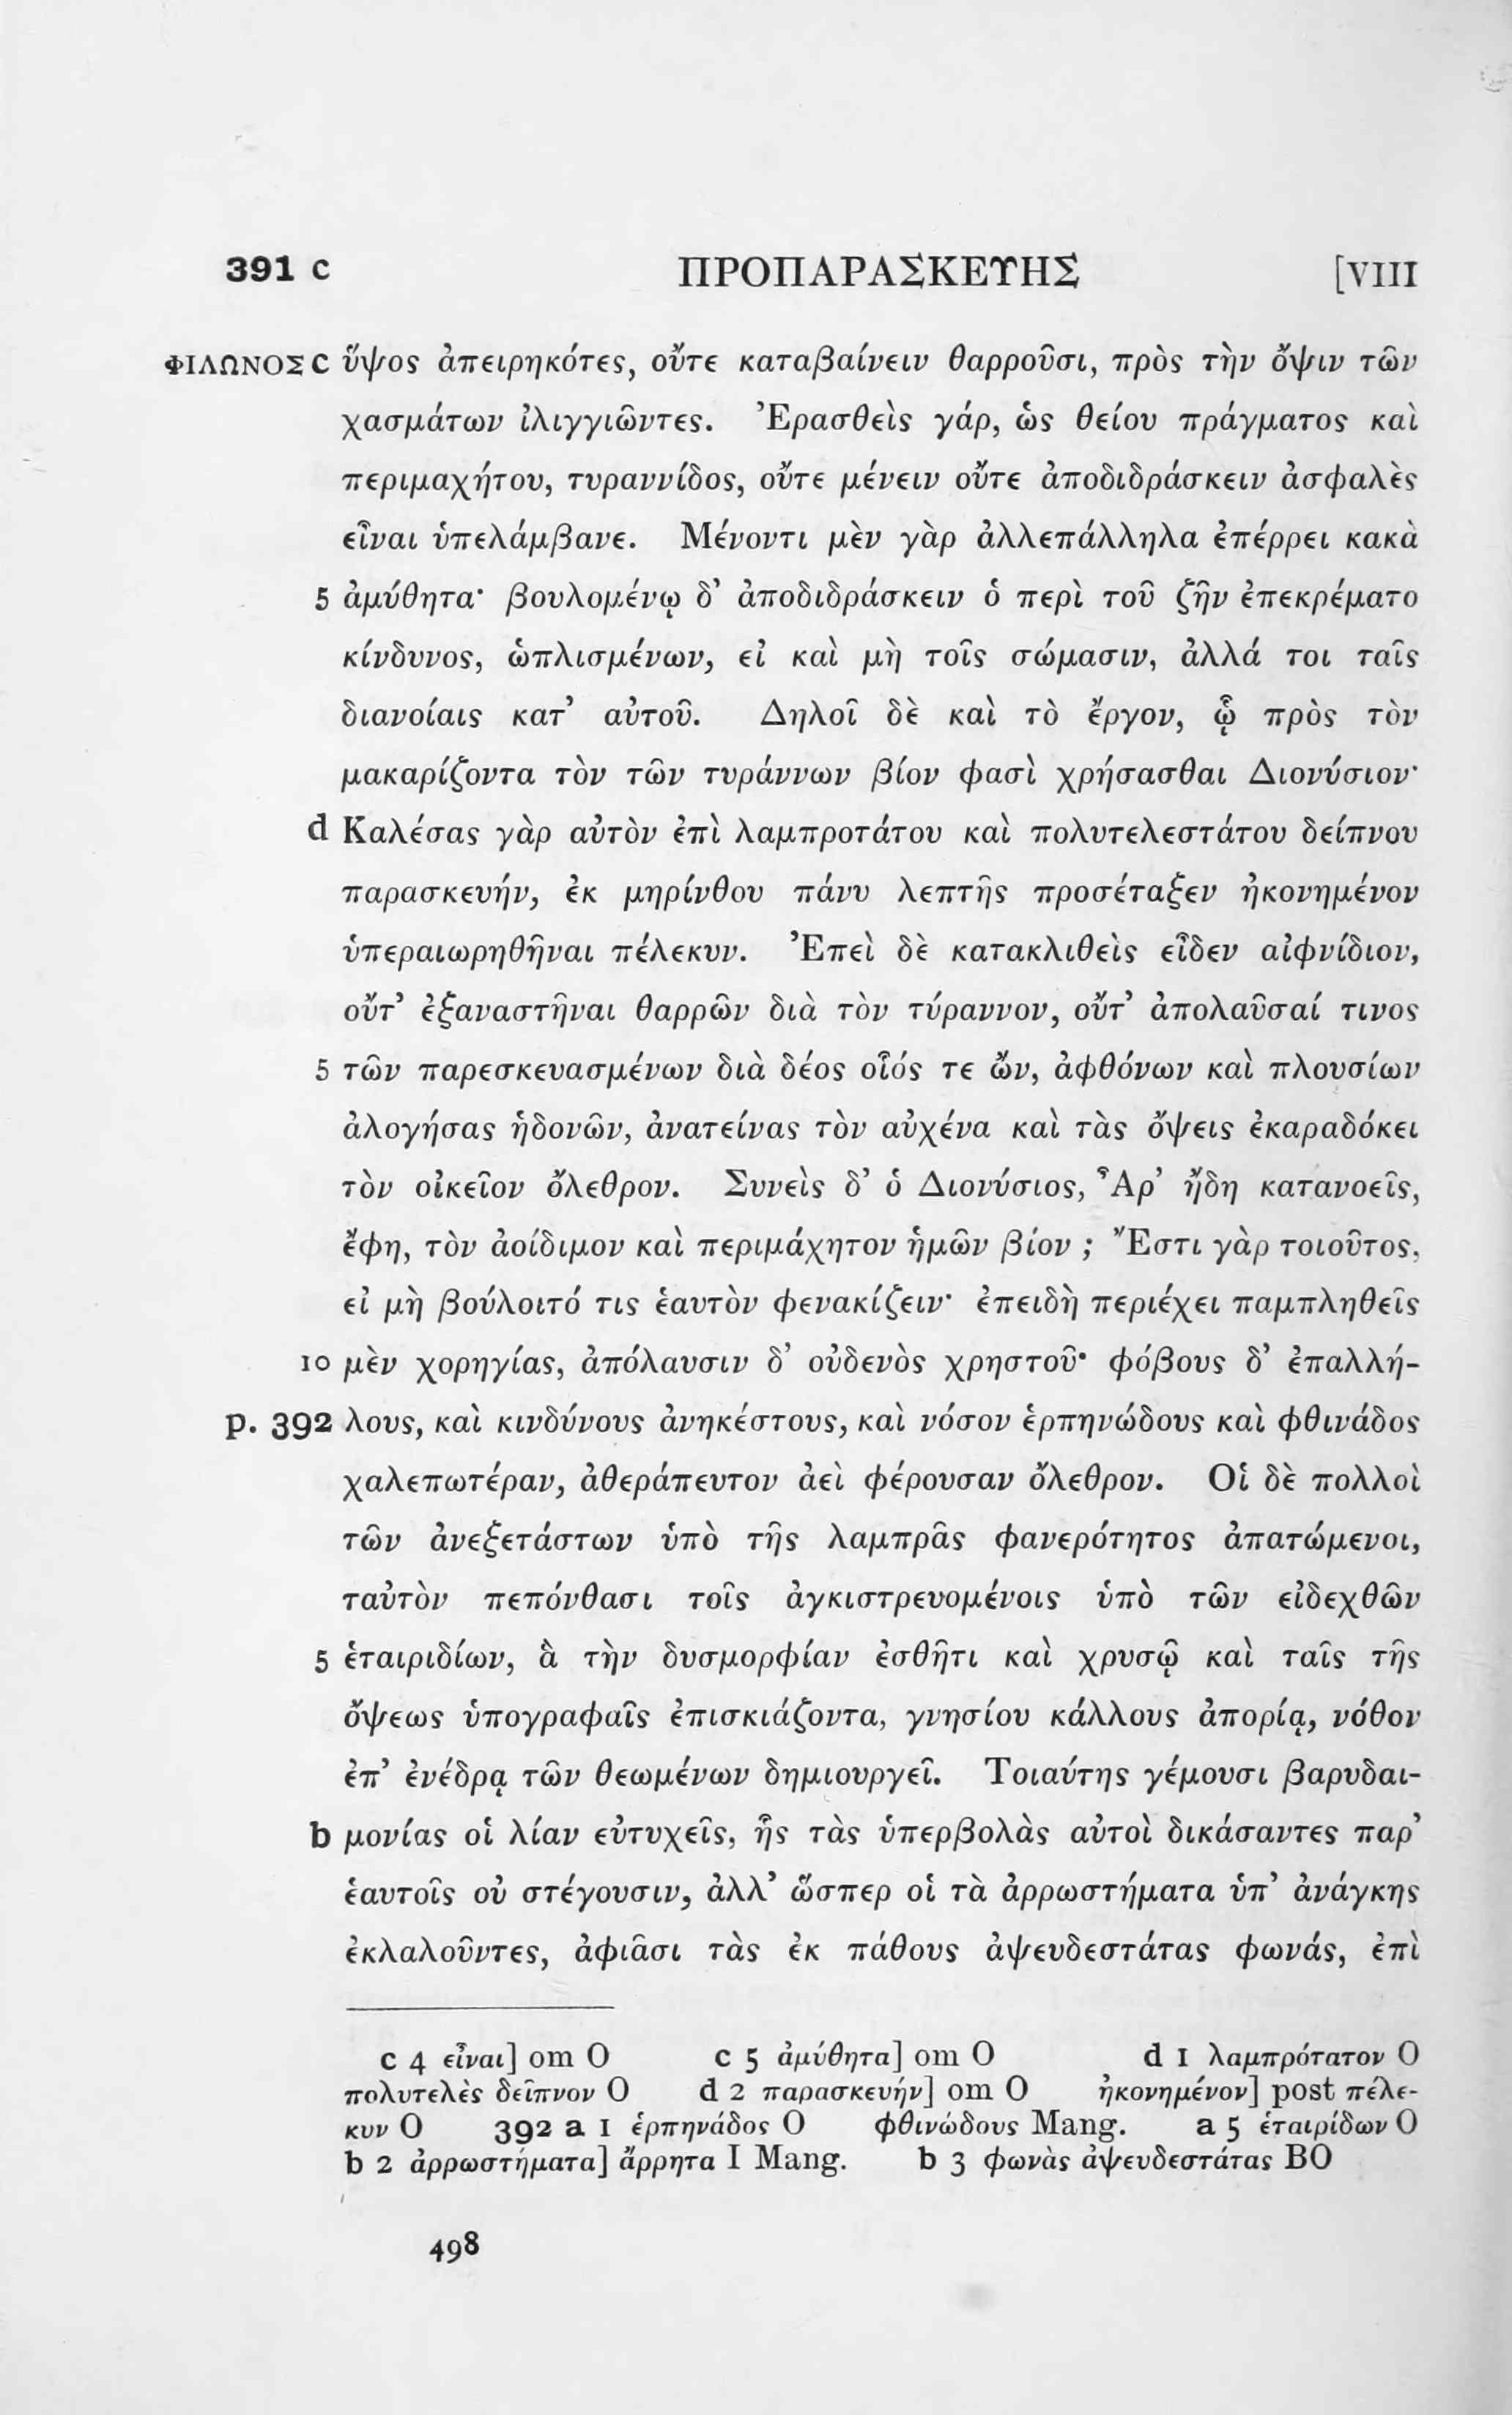 391 c ΠΡΟΠΑΡΑΣΚΕΥΗΣ [VIII
ΦΙΛΩΝΟΣ c ὕψος ἀπειρηκότες, οὔτε καταβαίνειν θαρροῦσι, πρὸς τὴν ὄψιν τῶν
χασμάτων ἰλιγγιῶντες. Ἐρασθεὶς γάρ, ὡς θείου πράγματος καὶ
περιμαχήτου, τυραννίδος, οὔτε μένειν οὔτε ἀποδιδράσκειν ἀσφαλὲς
εἶναι ὑπελάμβανε. Μένοντι μὲν γὰρ ἀλλεπάλληλα ἐπέρρει κακὰ
5 ἀμύθητα· βουλομένῳ δ’ ἀποδιδράσκειν ὁ περὶ τοῦ ζῆν ἐπεκρέματο
κίνδυνος, ὡπλισμένων, εἰ καὶ μὴ τοῖς σώμασιν, ἀλλά τοι ταῖς
διανοίαις κατ’ αὐτοῦ. Δηλοῖ δὲ καὶ τὸ ἔργον, ᾧ πρὸς τὸν
μακαρίζοντα τὸν τῶν τυράννων βίον φασὶ χρήσασθαι Διονύσιον·
d Καλέσας γὰρ αὐτὸν ἐπὶ λαμπροτάτου καὶ πολυτελεστάτου δείπνου
παρασκευήν, ἐκ μηρίνθου πάνυ λεπτῆς προσέταξεν ἠκονημένον
ὑπεραιωρηθῆναι πέλεκυν. Ἐπεὶ δὲ κατακλιθεὶς εἶδεν αἰφνίδιον,
οὔτ’ ἐξαναστῆναι θαρρῶν διὰ τὸν τύραννον, οὔτ’ ἀπολαῦσαί τινος
5 τῶν παρεσκευασμένων διὰ δέος οἷός τε ὤν, ἀφθόνων καὶ πλουσίων
ἀλογήσας ἡδονῶν, ἀνατείνας τὸν αὐχένα καὶ τὰς ὄψεις ἐκαραδόκει
τὸν οἰκεῖον ὄλεθρον. Συνεὶς δ’ ὁ Διονύσιος, Ἆρ’ ἤδη κατανοεῖς,
ἔφη, τὸν ἀοίδιμον καὶ περιμάχητον ἡμῶν βίον ; Ἔστι γὰρ τοιοῦτος,
εἰ μὴ βούλοιτό τις ἑαυτὸν φενακίζειν· ἐπειδὴ περιέχει παμπληθεῖς
10 μὲν χορηγίας, ἀπόλαυσιν δ’ οὐδενὸς χρηστοῦ· φόβους δ’ ἐπαλλή-
p. 392 λους, καὶ κινδύνους ἀνηκέστους, καὶ νόσον ἑρπηνώδους καὶ φθινάδος
χαλεπωτέραν, ἀθεράπευτον ἀεὶ φέρουσαν ὄλεθρον. Οἱ δὲ πολλοὶ
τῶν ἀνεξετάστων ὑπὸ τῆς λαμπρᾶς φανερότητος ἀπατώμενοι,
ταὐτὸν πεπόνθασι τοῖς ἀγκιστρευομένοις ὑπὸ τῶν εἰδεχθῶν
5 ἑταιριδίων, ἃ τὴν δυσμορφίαν ἐσθῆτι καὶ χρυσῷ καὶ ταῖς τῆς
ὄψεως ὑπογραφαῖς ἐπισκιάζοντα, γνησίου κάλλους ἀπορίᾳ, νόθον
ἐπ’ ἐνέδρᾳ τῶν θεωμένων δημιουργεῖ. Τοιαύτης γέμουσι βαρυδαι-
b μονίας οἱ λίαν εὐτυχεῖς, ἧς τὰς ὑπερβολὰς αὐτοὶ δικάσαντες παρ’
ἑαυτοῖς οὐ στέγουσιν, ἀλλ’ ὥσπερ οἱ τὰ ἀρρωστήματα ὑπ’ ἀνάγκης
ἐκλαλοῦντες, ἀφιᾶσι τὰς ἐκ πάθους ἀψευδεστάτας φωνάς, ἐπὶ
c 4 εἶναι] om O c 5 ἀμύθητα] om O d 1 λαμπρότατον O
πολυτελὲς δεῖπνον O d 2 παρασκευήν] om O ἠκονημένον] post πέλε-
κυν O 392 a 1 ἑρπηνάδος O φθινώδους Mang. a 5 ἑταιρίδων O
b 2 ἀρρωστήματα] ἄρρητα I Mang. b 3 φωνὰς ἀψευδεστάτας BO
498